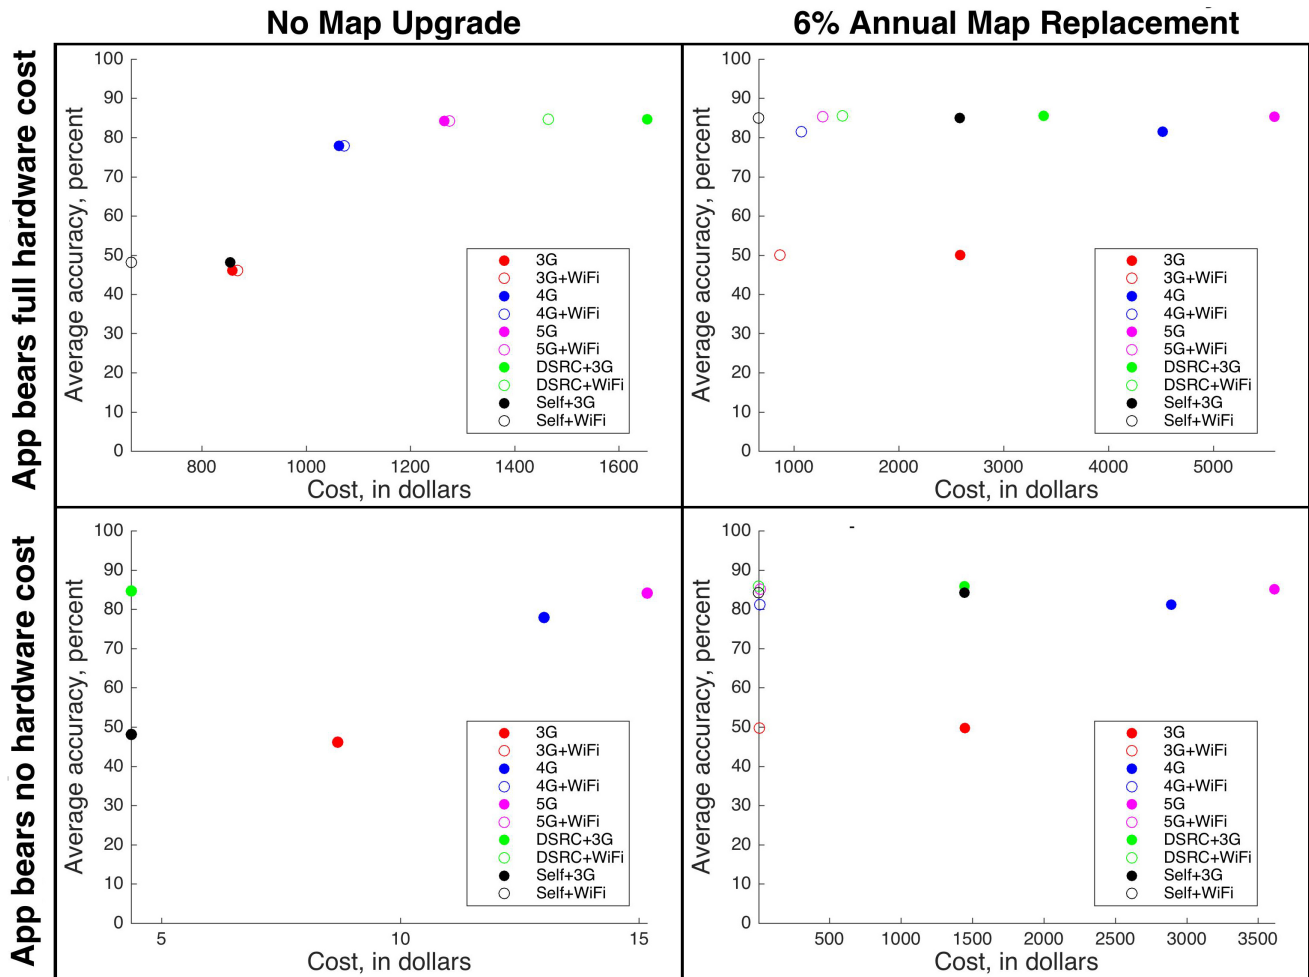 No Map Upgrade
6% Annual Map Replacement
App bears full hardware cost
Average accuracy, percent
100
90
80
70
60
50
40
30
20
10
0
800
1000
1200
1400
1600
Cost, in dollars
3G
3G+WiFi
4G
4G+WiFi
5G
5G+WiFi
DSRC+3G
DSRC+WiFi
Self+3G
Self+WiFi
Average accuracy, percent
100
90
80
70
60
50
40
30
20
10
0
1000
2000
3000
4000
5000
Cost, in dollars
3G
3G+WiFi
4G
4G+WiFi
5G
5G+WiFi
DSRC+3G
DSRC+WiFi
Self+3G
Self+WiFi
App bears no hardware cost
Average accuracy, percent
100
90
80
70
60
50
40
30
20
10
0
5
10
15
Cost, in dollars
3G
3G+WiFi
4G
4G+WiFi
5G
5G+WiFi
DSRC+3G
DSRC+WiFi
Self+3G
Self+WiFi
Average accuracy, percent
100
90
80
70
60
50
40
30
20
10
0
500
1000
1500
2000
2500
3000
3500
Cost, in dollars
3G
3G+WiFi
4G
4G+WiFi
5G
5G+WiFi
DSRC+3G
DSRC+WiFi
Self+3G
Self+WiFi